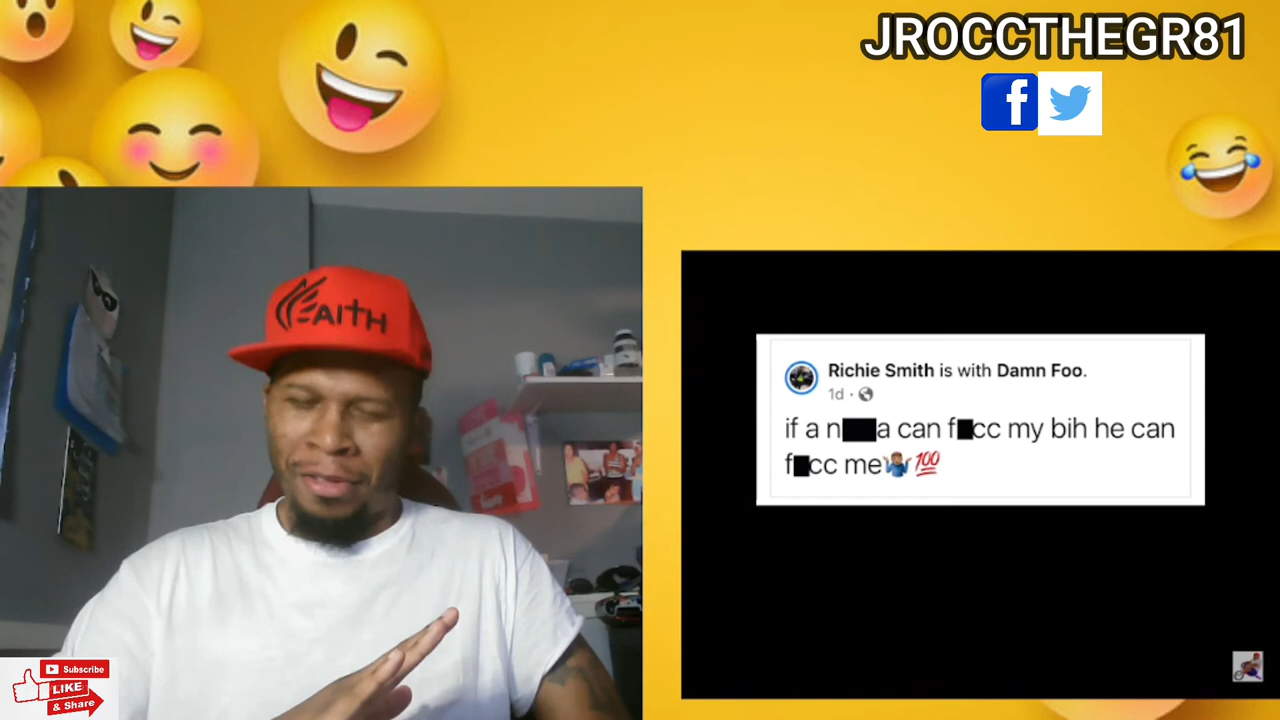 JROCCTHEGR81
f
FAITH
Richie Smith is with Damn Foo.
1d ·
if a n█a can f█cc my bih he can
f█cc me🤷🏽‍♂️💯
Subscribe
LIKE
& Share